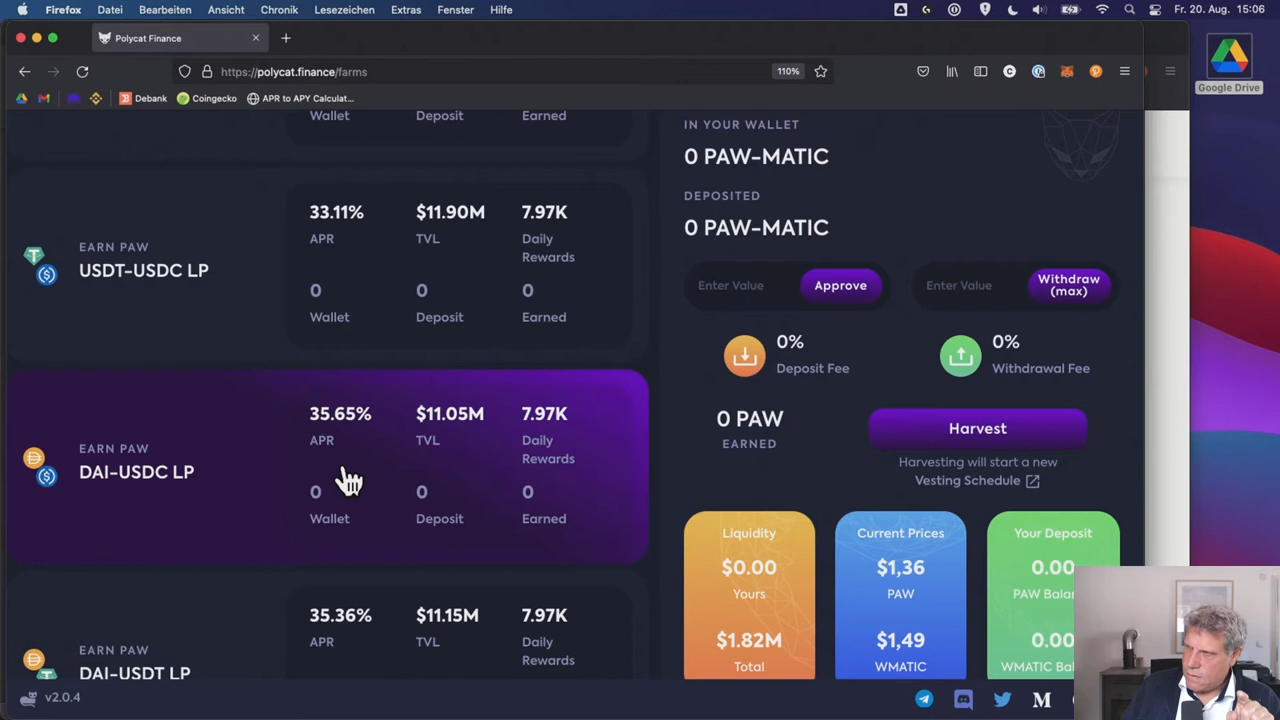 Firefox Datei Bearbeiten Ansicht Chronik Lesezeichen Extras Fenster Hilfe Fr. 20. Aug. 15:06
Polycat Finance
https://polycat.finance/farms 110%
Debank Coingecko APR to APY Calculat...
Google Drive
Wallet Deposit Earned
33.11% $11.90M 7.97K
APR TVL Daily Rewards
EARN PAW
USDT-USDC LP
0 0 0
Wallet Deposit Earned
35.65% $11.05M 7.97K
APR TVL Daily Rewards
EARN PAW
DAI-USDC LP
0 0 0
Wallet Deposit Earned
35.36% $11.15M 7.97K
APR TVL Daily Rewards
EARN PAW
DAI-USDT LP
v2.0.4
IN YOUR WALLET
0 PAW-MATIC
DEPOSITED
0 PAW-MATIC
Enter Value Approve Enter Value Withdraw (max)
0% 0%
Deposit Fee Withdrawal Fee
0 PAW
EARNED
Harvest
Harvesting will start a new
Vesting Schedule
Liquidity Current Prices Your Deposit
$0.00 $1,36 0.00
Yours PAW PAW
$1.82M $1,49 0.00
Total WMATIC WMATIC